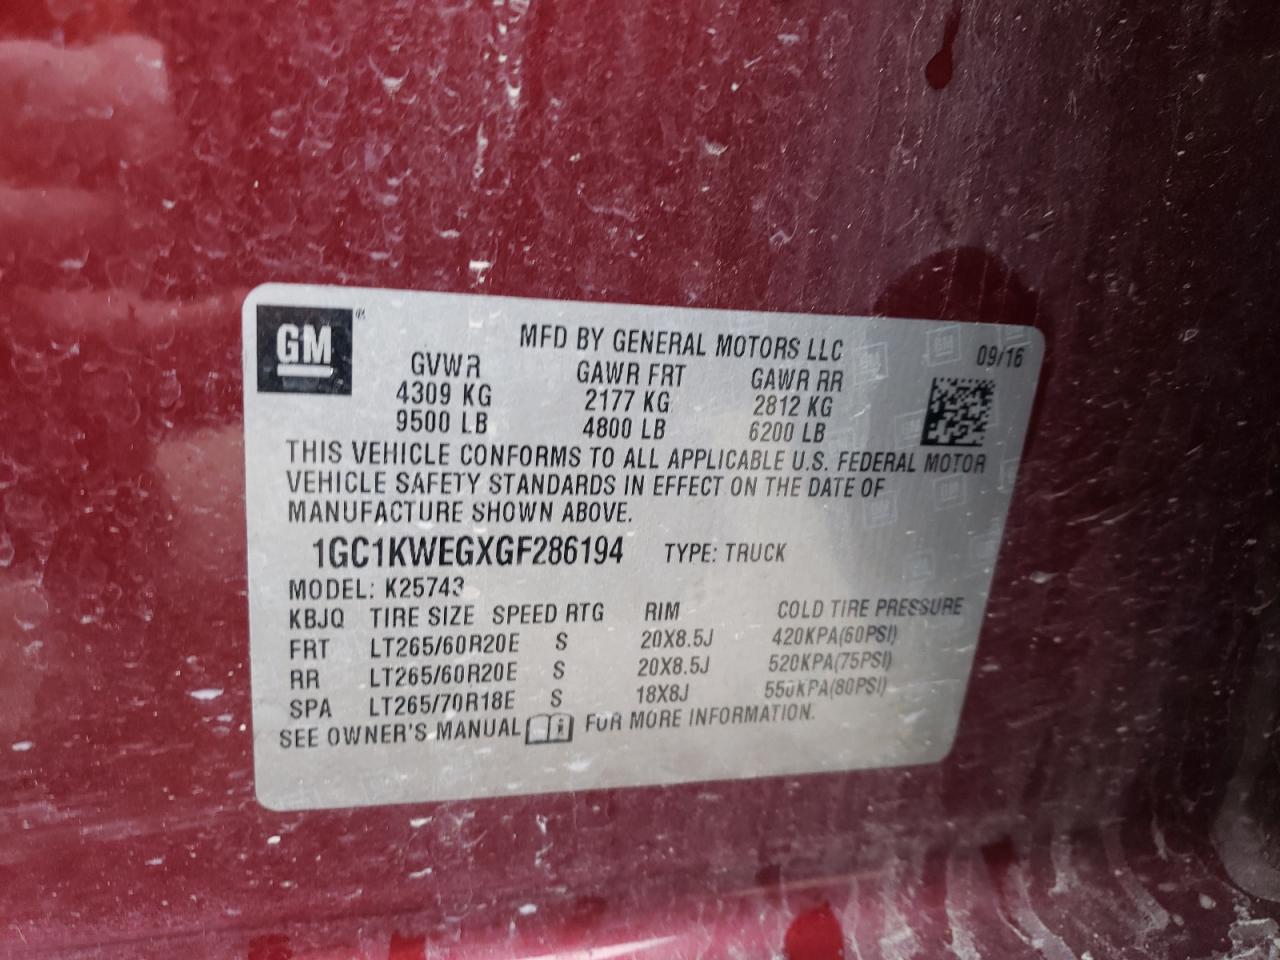 GM
MFD BY GENERAL MOTORS LLC 09/16
GVWR GAWR FRT GAWR RR
4309 KG 2177 KG 2812 KG
9500 LB 4800 LB 6200 LB
THIS VEHICLE CONFORMS TO ALL APPLICABLE U.S. FEDERAL MOTOR
VEHICLE SAFETY STANDARDS IN EFFECT ON THE DATE OF
MANUFACTURE SHOWN ABOVE.
1GC1KWEGXGF286194 TYPE: TRUCK
MODEL: K25743
KBJQ TIRE SIZE SPEED RTG RIM COLD TIRE PRESSURE
FRT LT265/60R20E S 20X8.5J 420KPA(60PSI)
RR LT265/60R20E S 20X8.5J 520KPA(75PSI)
SPA LT265/70R18E S 18X8J 550KPA(80PSI)
SEE OWNER'S MANUAL FOR MORE INFORMATION.